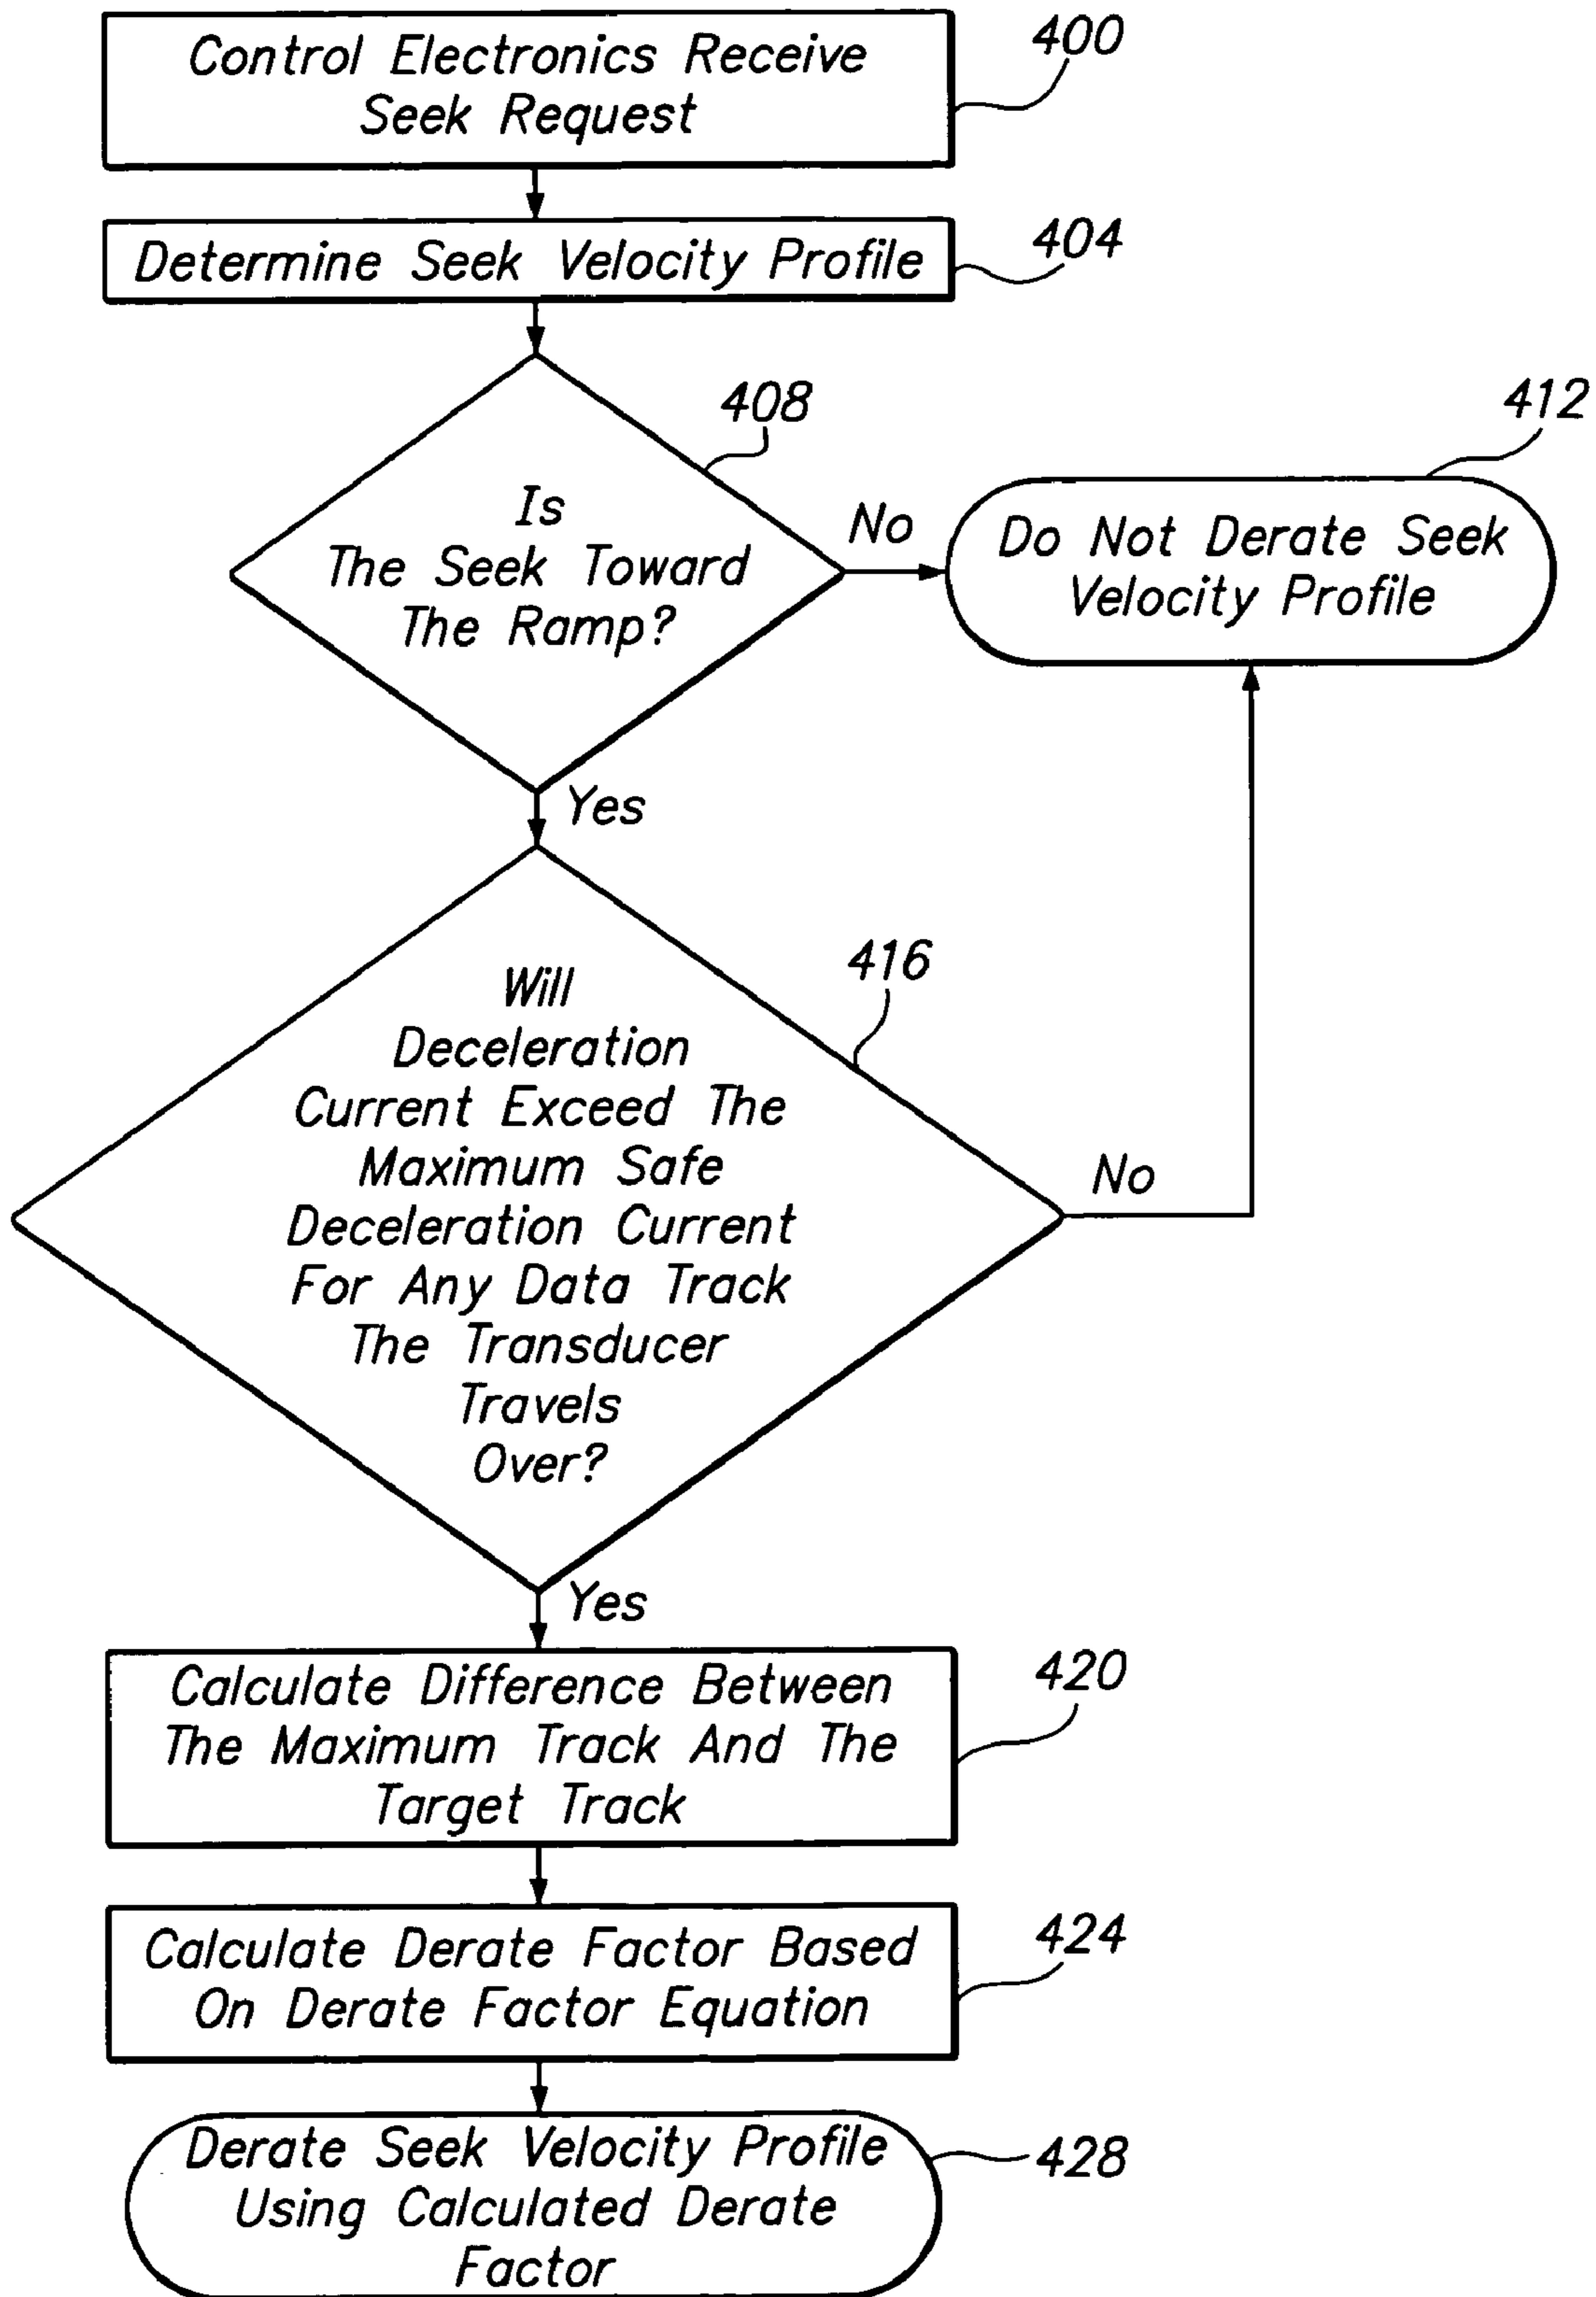 Control Electronics Receive
Seek Request
400
Determine Seek Velocity Profile
404
408
Is
The Seek Toward
The Ramp?
No
412
Do Not Derate Seek
Velocity Profile
Yes
416
Will
Deceleration
Current Exceed The
Maximum Safe
Deceleration Current
For Any Data Track
The Transducer
Travels
Over?
No
Yes
Calculate Difference Between
The Maximum Track And The
Target Track
420
Calculate Derate Factor Based
On Derate Factor Equation
424
Derate Seek Velocity Profile
Using Calculated Derate
Factor
428